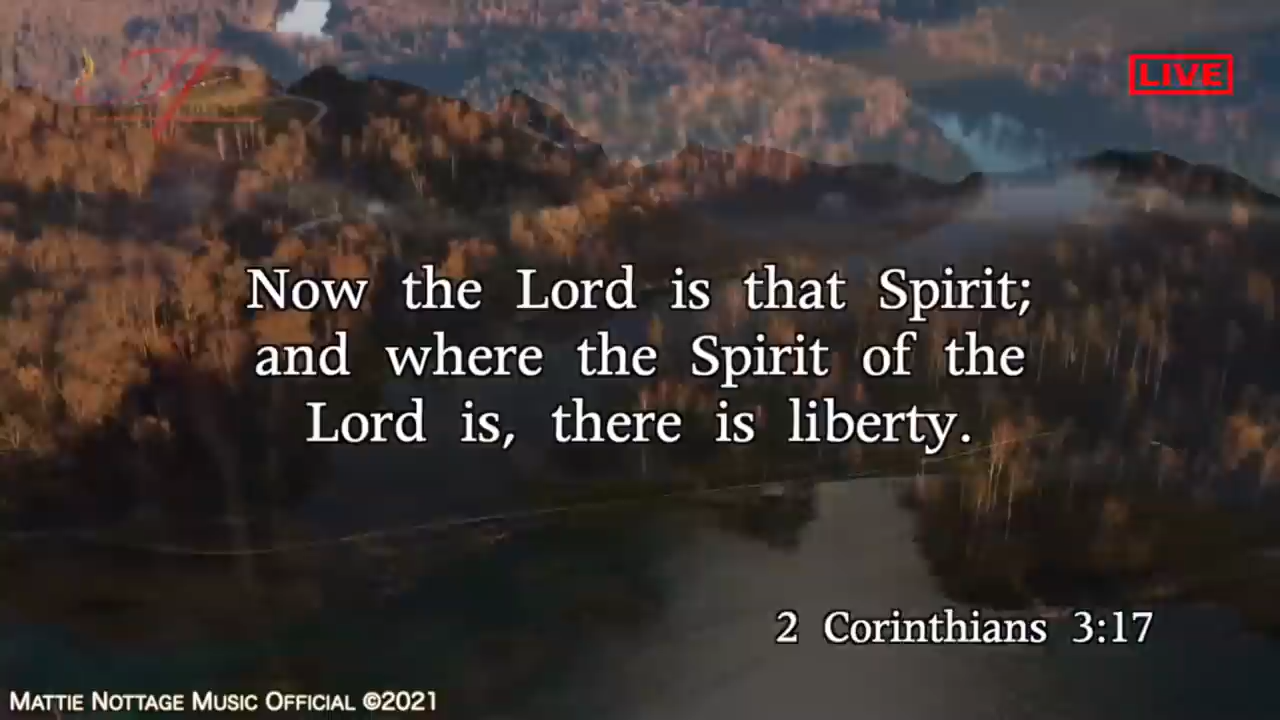 LIVE
Now the Lord is that Spirit;
and where the Spirit of the
Lord is, there is liberty.
2 Corinthians 3:17
MATTIE NOTTAGE MUSIC OFFICIAL ©2021